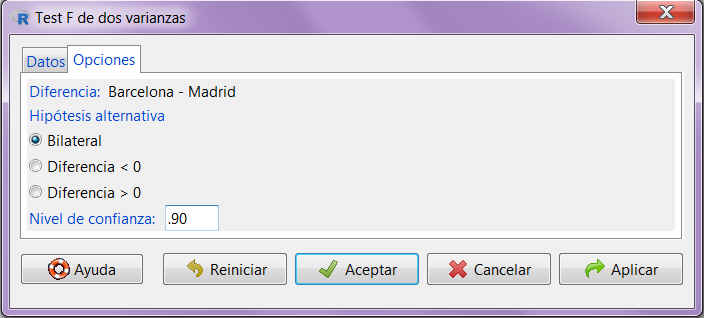 Test F de dos varianzas
Datos Opciones
Diferencia: Barcelona - Madrid
Hipótesis alternativa
Bilateral
Diferencia < 0
Diferencia > 0
Nivel de confianza: .90
Ayuda Reiniciar Aceptar Cancelar Aplicar